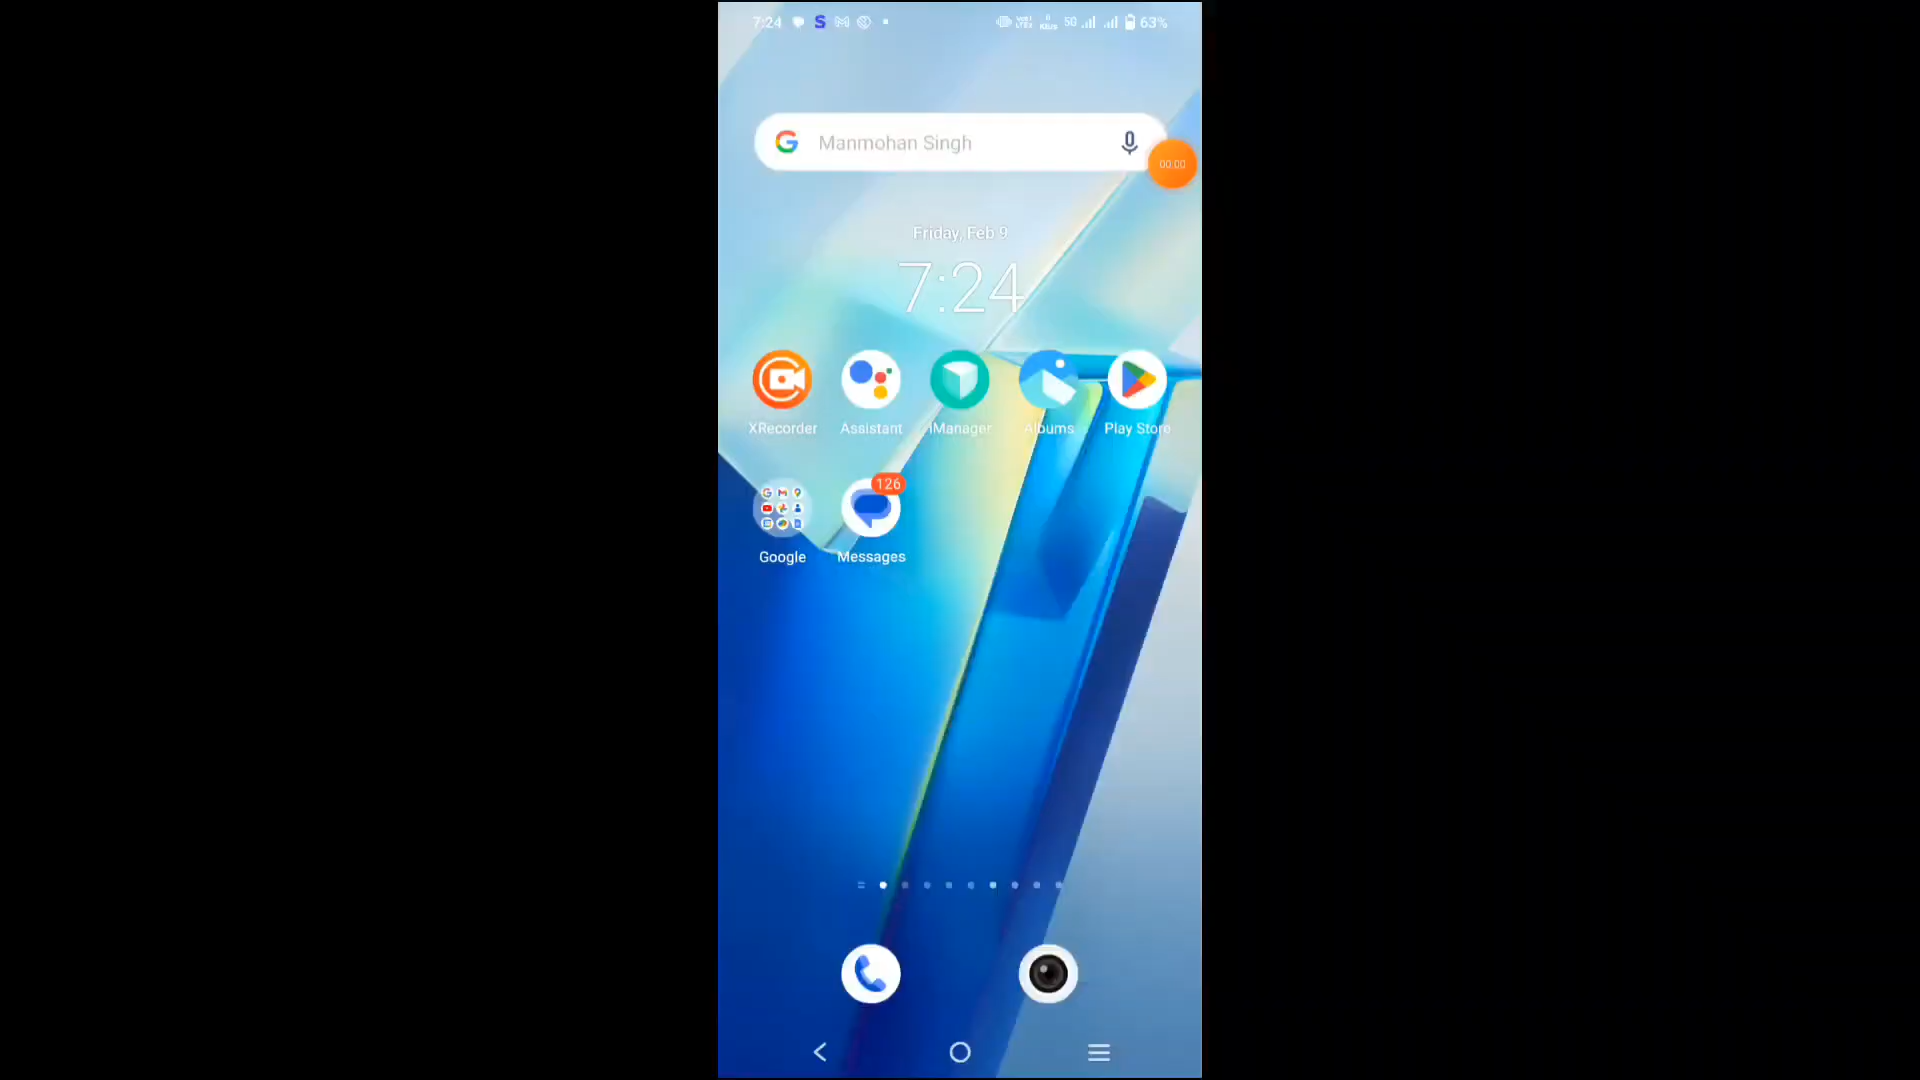 7:24 S 5G 63%
Manmohan Singh
00:00
Friday, Feb 9
7:24
XRecorder Assistant iManager Albums Play Store
126
Google Messages